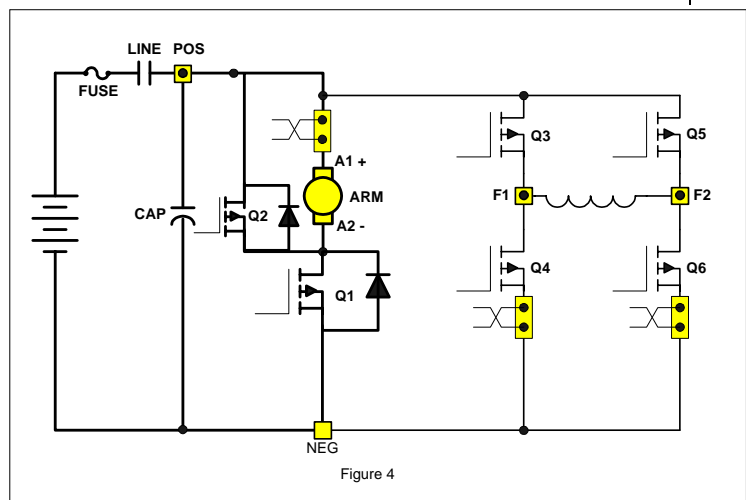 LINE POS
FUSE
A1 +
ARM
A2 -
CAP
Q2
Q1
Q3
Q5
F1
F2
Q4
Q6
NEG
Figure 4